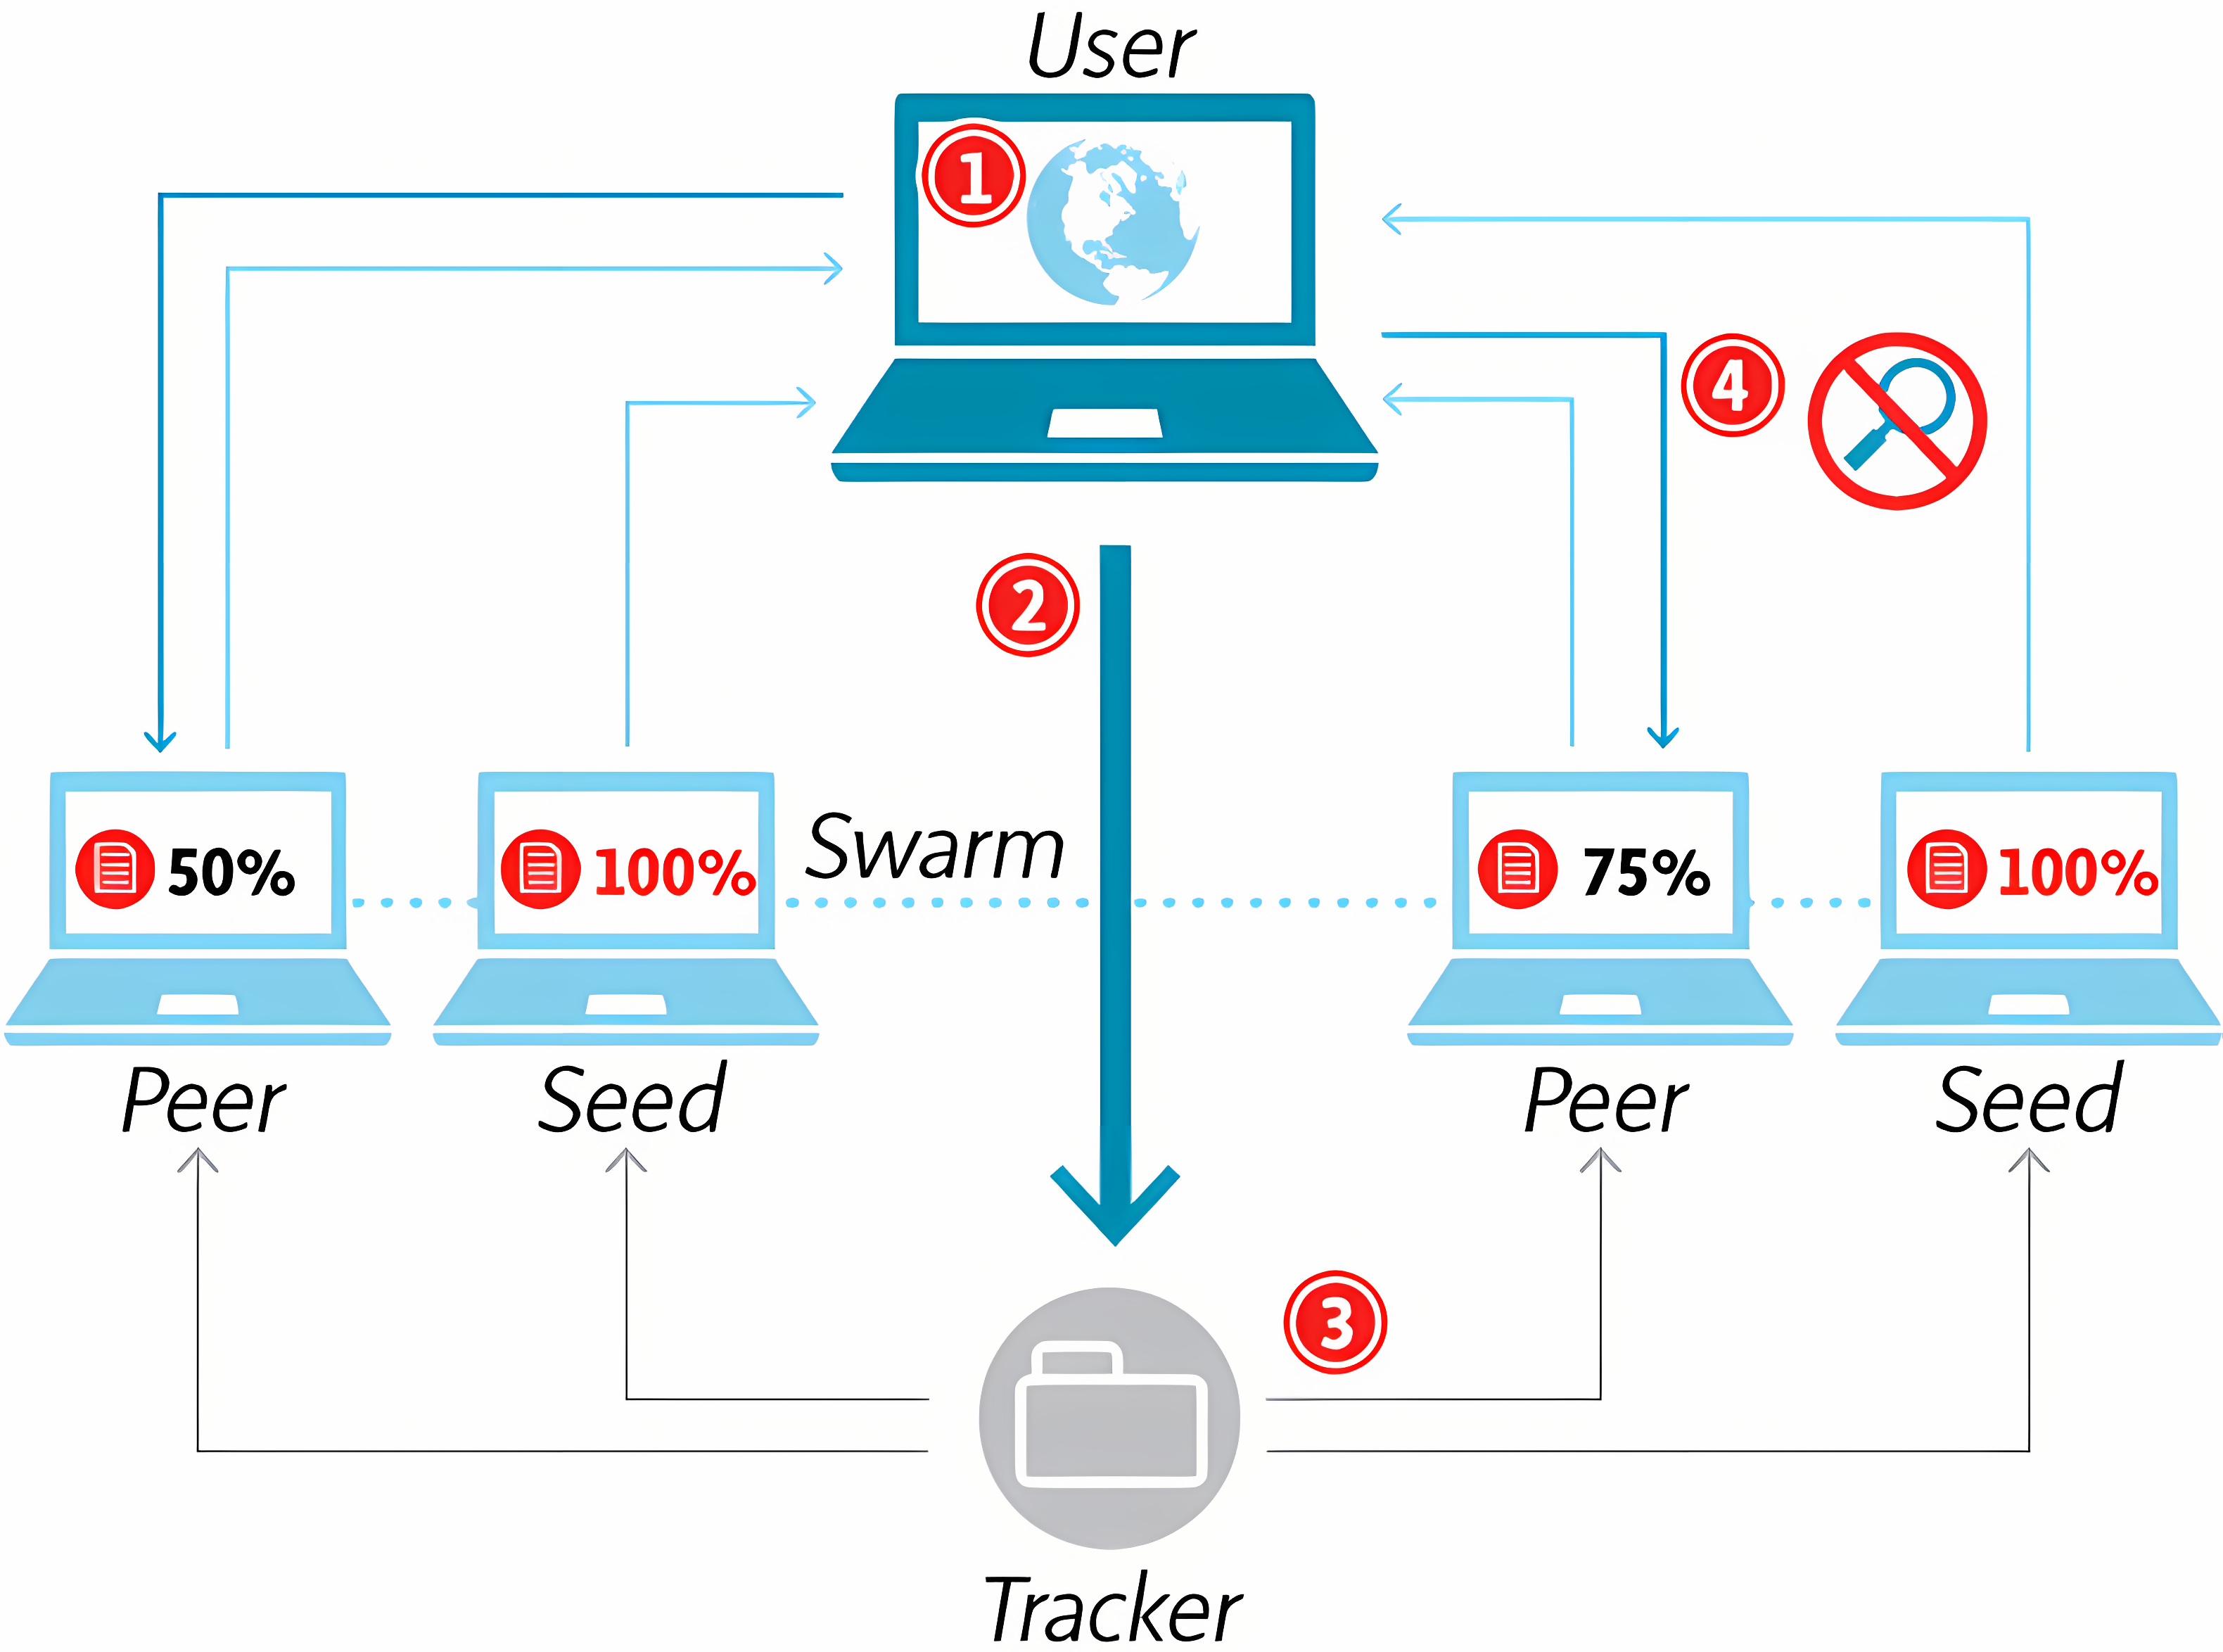 User
1
4
2
50%
100%
Swarm
75%
100%
Peer
Seed
Peer
Seed
3
Tracker